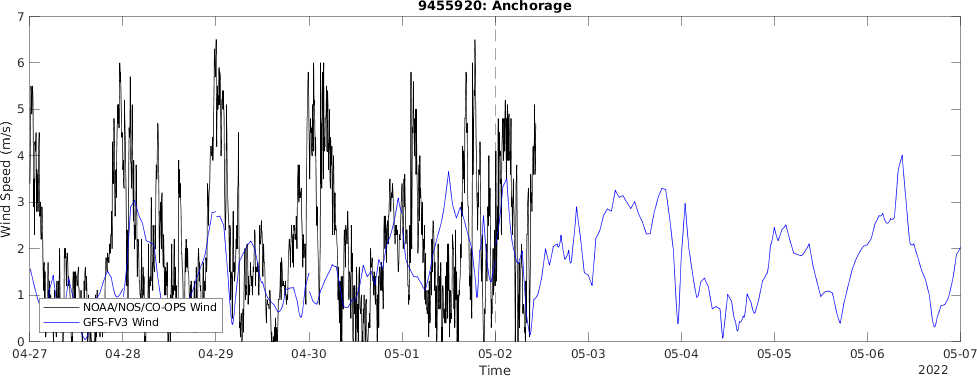 9455920: Anchorage
7
6
5
4
3
2
1
0
Wind Speed (m/s)
NOAA/NOS/CO-OPS Wind
GFS-FV3 Wind
04-27 04-28 04-29 04-30 05-01 05-02 05-03 05-04 05-05 05-06 05-07
Time
2022